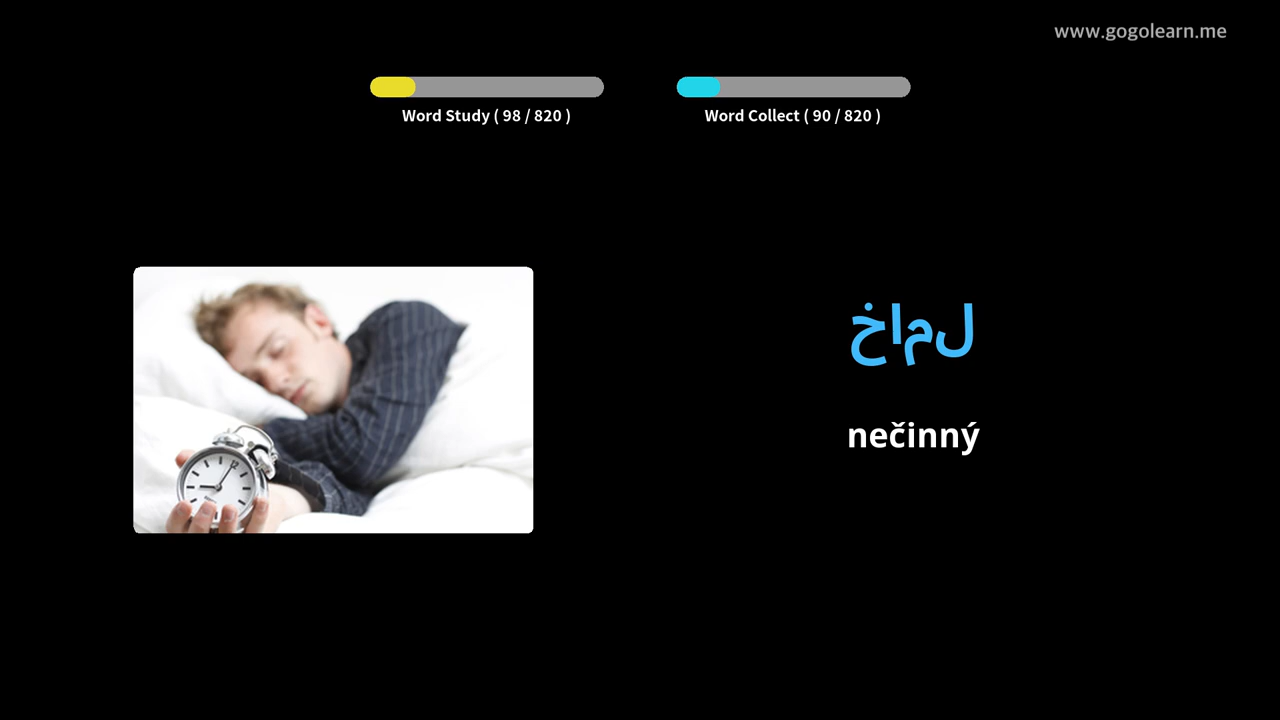 www.gogolearn.me
Word Study ( 98 / 820 )
Word Collect ( 90 / 820 )
خامل
nečinný